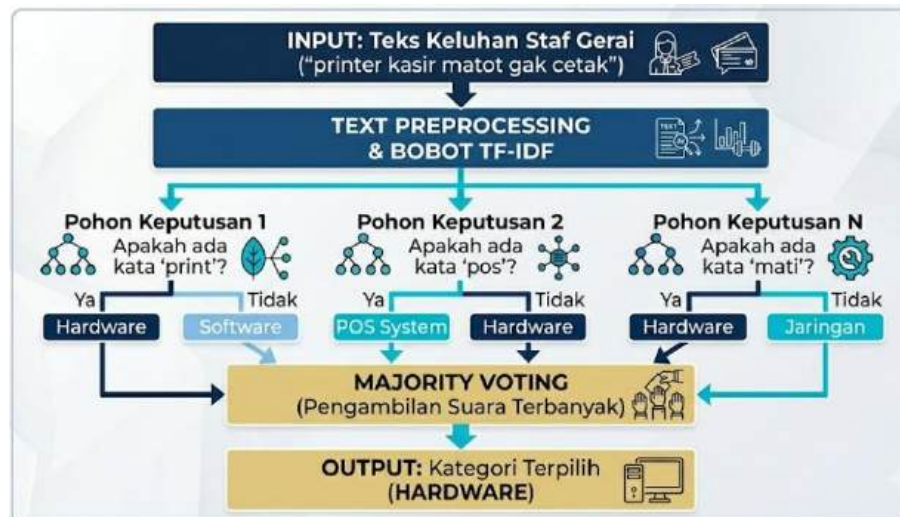 INPUT: Teks Keluhan Staf Gerai
("printer kasir matot gak cetak")
TEXT PREPROCESSING
& BOBOT TF-IDF
Pohon Keputusan 1
Apakah ada
kata 'print'?
Ya
Tidak
Hardware
Software
Pohon Keputusan 2
Apakah ada
kata 'pos'?
Ya
Tidak
POS System
Hardware
Pohon Keputusan N
Apakah ada
kata 'mati'?
Ya
Tidak
Hardware
Jaringan
MAJORITY VOTING
(Pengambilan Suara Terbanyak)
OUTPUT: Kategori Terpilih
(HARDWARE)